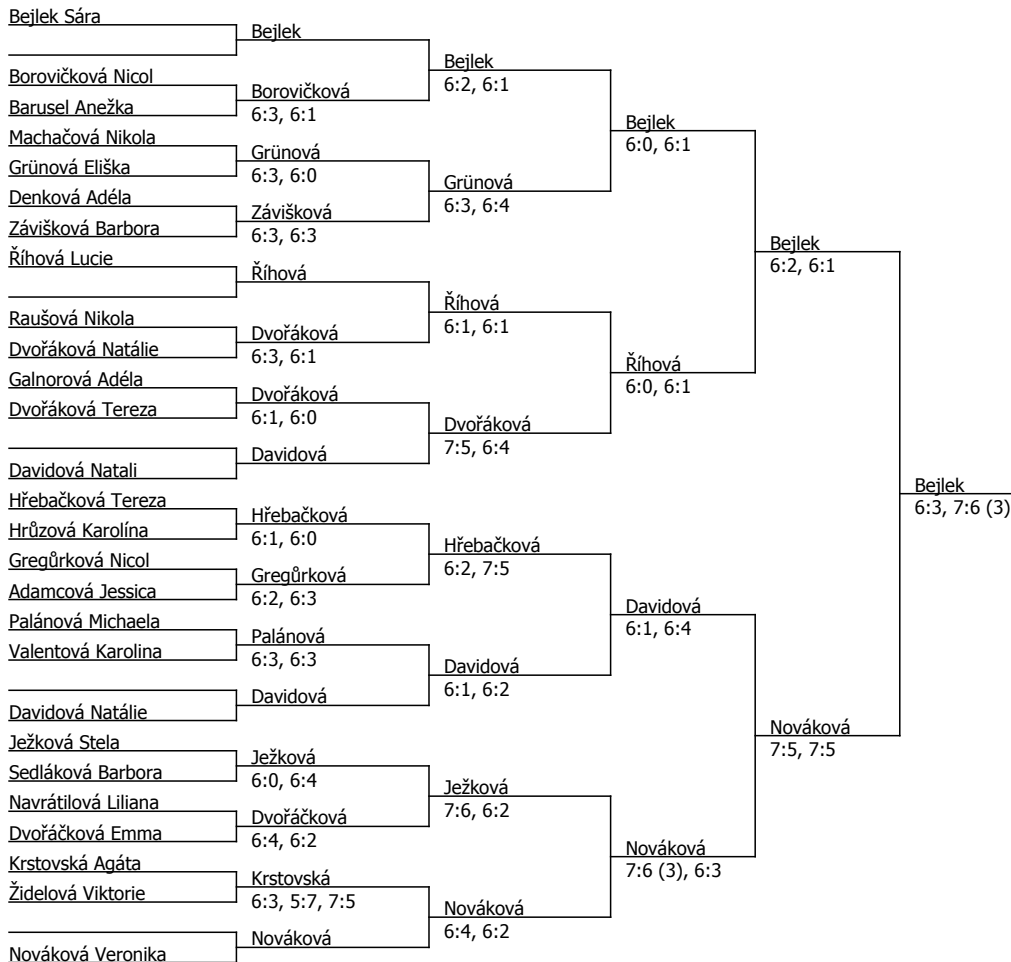 Bejlek Sára
Borovičková Nicol
Barusel Anežka
Machačová Nikola
Grünová Eliška
Denková Adéla
Závišková Barbora
Říhová Lucie
Raušová Nikola
Dvořáková Natálie
Galnorová Adéla
Dvořáková Tereza
Davidová Natali
Hřebačková Tereza
Hrůzová Karolína
Gregůrková Nicol
Adamcová Jessica
Palánová Michaela
Valentová Karolina
Davidová Natálie
Ježková Stela
Sedláková Barbora
Navrátilová Liliana
Dvořáčková Emma
Krstovská Agáta
Židelová Viktorie
Nováková Veronika
Bejlek
Borovičková
6:3, 6:1
Grünová
6:3, 6:0
Závišková
6:3, 6:3
Říhová
Dvořáková
6:3, 6:1
Dvořáková
6:1, 6:0
Davidová
Hřebačková
6:1, 6:0
Gregůrková
6:2, 6:3
Palánová
6:3, 6:3
Davidová
Ježková
6:0, 6:4
Dvořáčková
6:4, 6:2
Krstovská
6:3, 5:7, 7:5
Nováková
Bejlek
6:2, 6:1
Grünová
6:3, 6:4
Říhová
6:1, 6:1
Dvořáková
7:5, 6:4
Hřebačková
6:2, 7:5
Davidová
6:1, 6:2
Ježková
7:6, 6:2
Nováková
6:4, 6:2
Bejlek
6:0, 6:1
Říhová
6:0, 6:1
Davidová
6:1, 6:4
Nováková
7:6 (3), 6:3
Bejlek
6:2, 6:1
Nováková
7:5, 7:5
Bejlek
6:3, 7:6 (3)